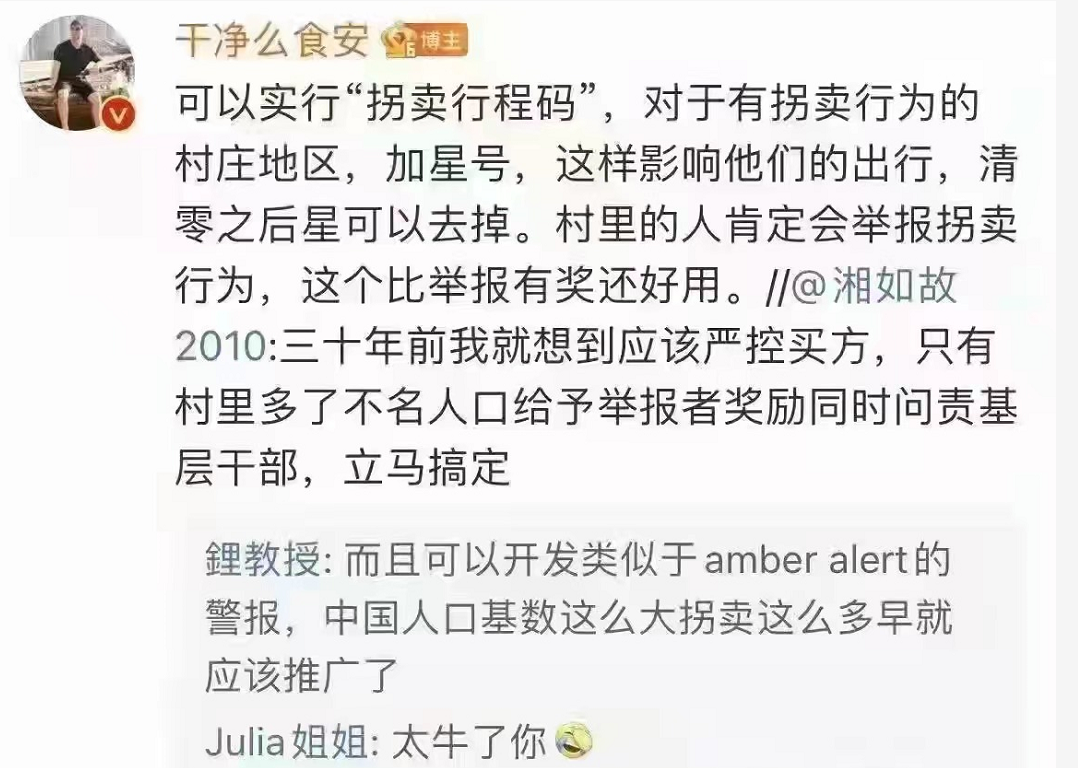 干净么食安 博主
可以实行“拐卖行程码”，对于有拐卖行为的
村庄地区，加星号，这样影响他们的出行，清
零之后星可以去掉。村里的人肯定会举报拐卖
行为，这个比举报有奖还好用。//@湘如故
2010:三十年前我就想到应该严控买方，只有
村里多了不名人口给予举报者奖励同时问责基
层干部，立马搞定
鋰教授: 而且可以开发类似于amber alert的
警报，中国人口基数这么大拐卖这么多早就
应该推广了
Julia姐姐: 太牛了你